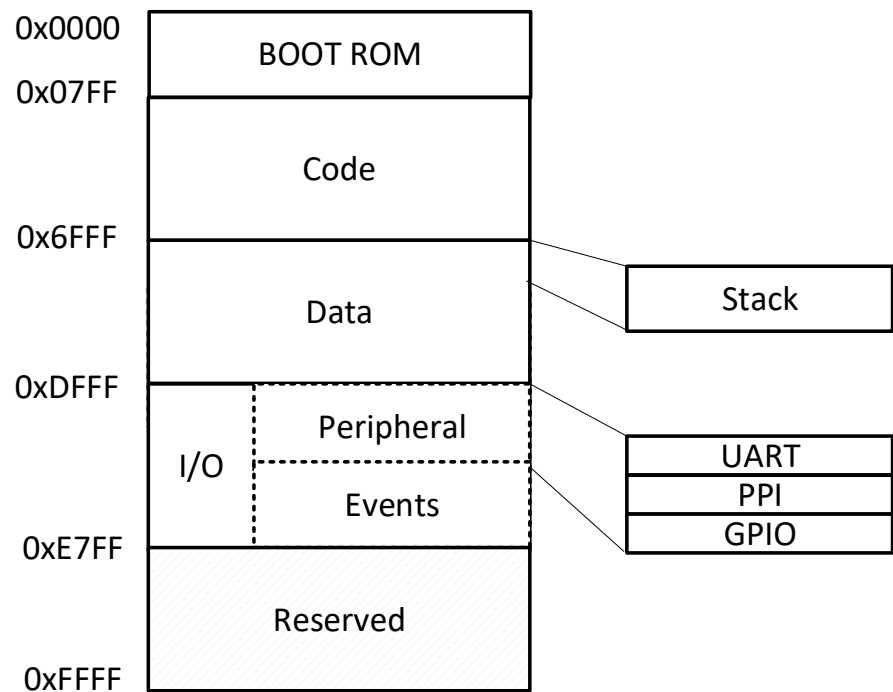 0x0000
BOOT ROM
0x07FF
Code
0x6FFF
Stack
Data
0xDFFF
Peripheral
I/O
Events
UART
PPI
GPIO
0xE7FF
Reserved
0xFFFF